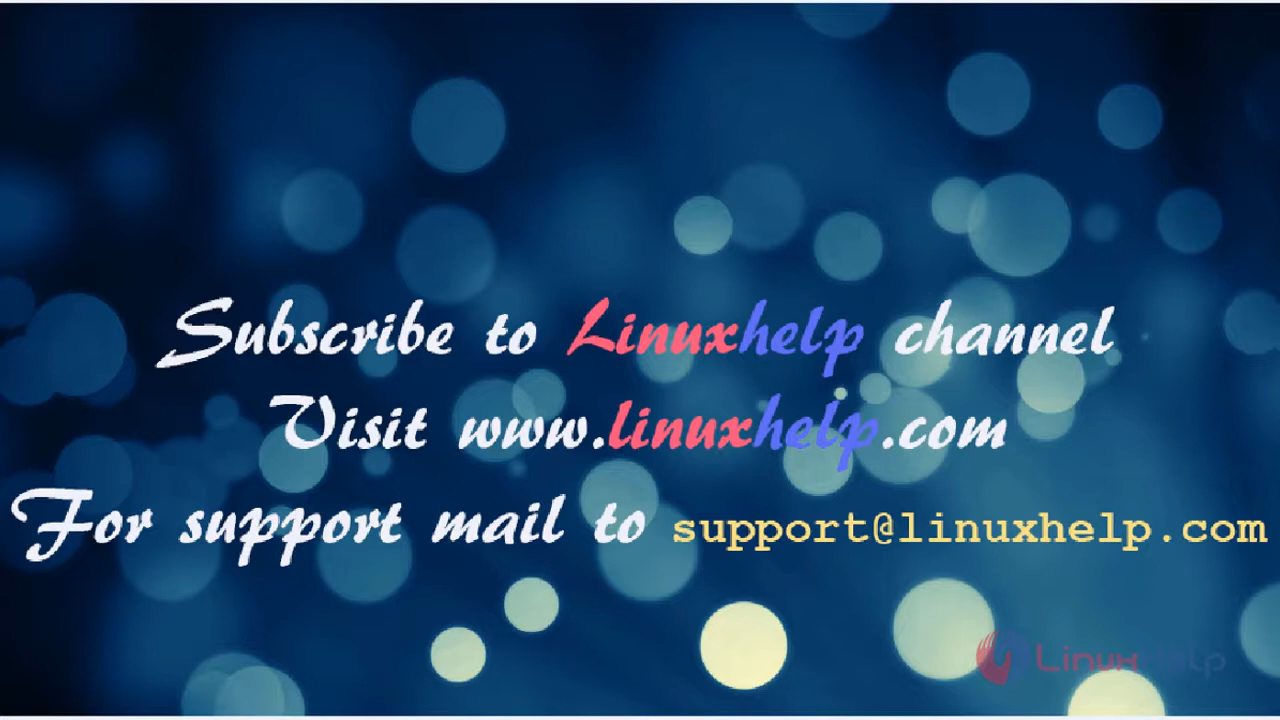 Subscribe to Linuxhelp channel
Visit www.linuxhelp.com
For support mail to support@linuxhelp.com
LinuxHelp